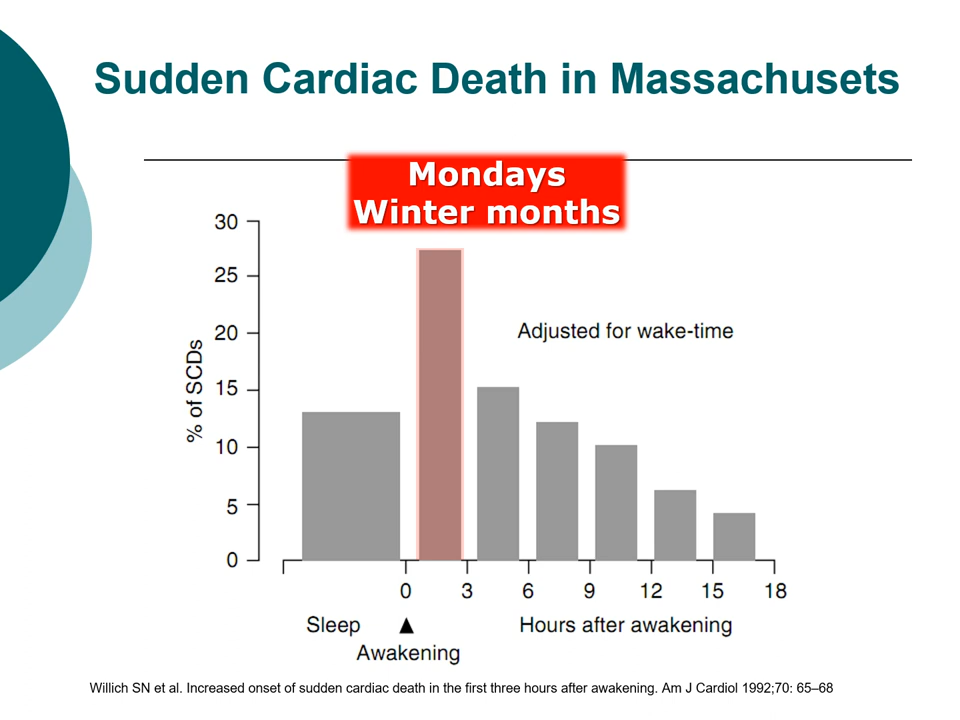 Sudden Cardiac Death in Massachusets
Mondays
Winter months
30
25
20
15
10
5
0
% of SCDs
Adjusted for wake-time
0 3 6 9 12 15 18
Sleep ▲ Hours after awakening
Awakening
Willich SN et al. Increased onset of sudden cardiac death in the first three hours after awakening. Am J Cardiol 1992;70: 65–68